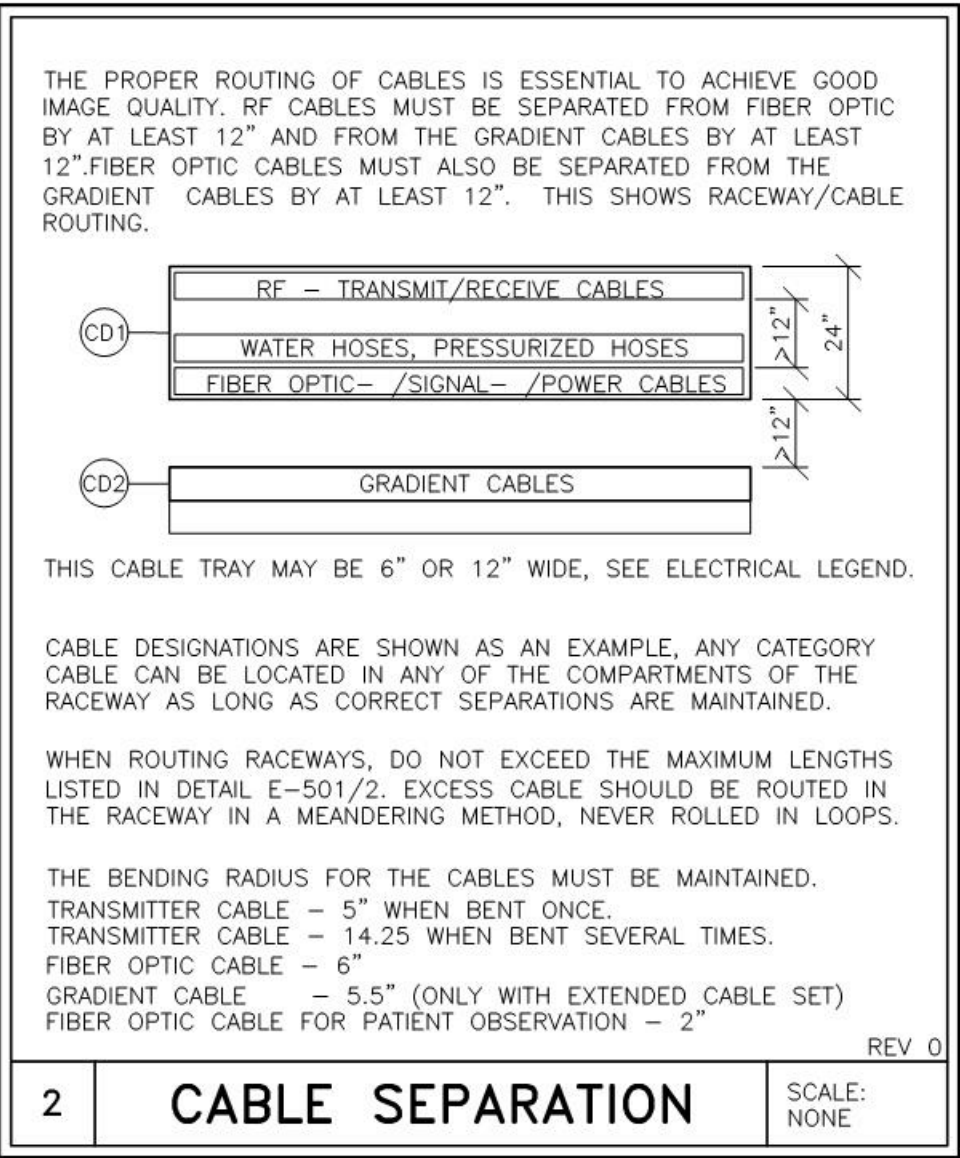 THE PROPER ROUTING OF CABLES IS ESSENTIAL TO ACHIEVE GOOD
IMAGE QUALITY. RF CABLES MUST BE SEPARATED FROM FIBER OPTIC
BY AT LEAST 12" AND FROM THE GRADIENT CABLES BY AT LEAST
12".FIBER OPTIC CABLES MUST ALSO BE SEPARATED FROM THE
GRADIENT CABLES BY AT LEAST 12". THIS SHOWS RACEWAY/CABLE
ROUTING.
RF – TRANSMIT/RECEIVE CABLES
CD1
WATER HOSES, PRESSURIZED HOSES
FIBER OPTIC– /SIGNAL– /POWER CABLES
>12"
24"
>12"
CD2
GRADIENT CABLES
THIS CABLE TRAY MAY BE 6" OR 12" WIDE, SEE ELECTRICAL LEGEND.
CABLE DESIGNATIONS ARE SHOWN AS AN EXAMPLE, ANY CATEGORY
CABLE CAN BE LOCATED IN ANY OF THE COMPARTMENTS OF THE
RACEWAY AS LONG AS CORRECT SEPARATIONS ARE MAINTAINED.
WHEN ROUTING RACEWAYS, DO NOT EXCEED THE MAXIMUM LENGTHS
LISTED IN DETAIL E–501/2. EXCESS CABLE SHOULD BE ROUTED IN
THE RACEWAY IN A MEANDERING METHOD, NEVER ROLLED IN LOOPS.
THE BENDING RADIUS FOR THE CABLES MUST BE MAINTAINED.
TRANSMITTER CABLE – 5" WHEN BENT ONCE.
TRANSMITTER CABLE – 14.25 WHEN BENT SEVERAL TIMES.
FIBER OPTIC CABLE – 6"
GRADIENT CABLE – 5.5" (ONLY WITH EXTENDED CABLE SET)
FIBER OPTIC CABLE FOR PATIENT OBSERVATION – 2"
REV 0
2
CABLE SEPARATION
SCALE:
NONE